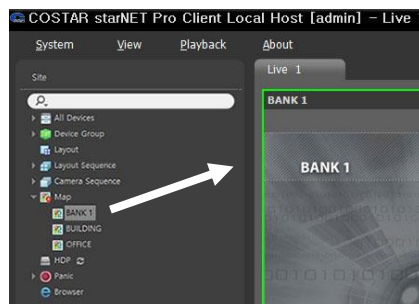 COSTAR starNET Pro Client Local Host [admin] - Live
System View Playback About
Site
Live 1
BANK 1
All Devices
Device Group
Layout
Layout Sequence
Camera Sequence
Map
BANK 1
BUILDING
OFFICE
HDP
Panic
Browser
BANK 1